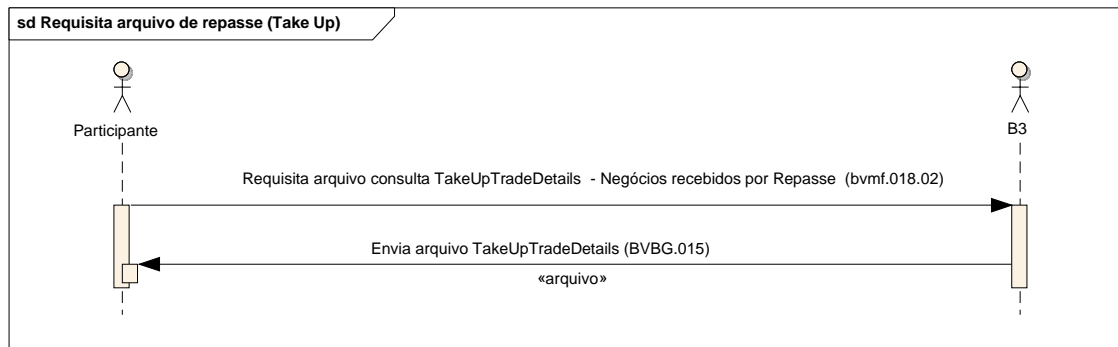 sd Requisita arquivo de repasse (Take Up)
Participante
B3
Requisita arquivo consulta TakeUpTradeDetails - Negócios recebidos por Repasse (bvmf.018.02)
Envia arquivo TakeUpTradeDetails (BVBG.015)
«arquivo»